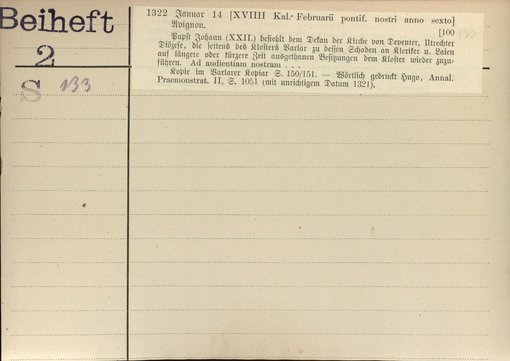 Beiheft
2
S 133
1322 Januar 14 [XVIIII Kal. Februarii pontif. nostri anno sexto]
Avignon. [100
Papst Johann (XXII.) befiehlt dem Dekan der Kirche von Deventer, Utrechter
Diözese, die seitens des Klosters Varlar zu dessen Schaden an Kleriker u. Laien
auf längere oder kürzere Zeit ausgethanen Besitzungen dem Kloster wieder zuzu-
führen. Ad audientiam nostram . . .
Kopie im Varlarer Kopiar S. 150/151. — Wörtlich gedruckt Hugo, Annal.
Praemonstrat. II, S. 1051 (mit unrichtigem Datum 1321).